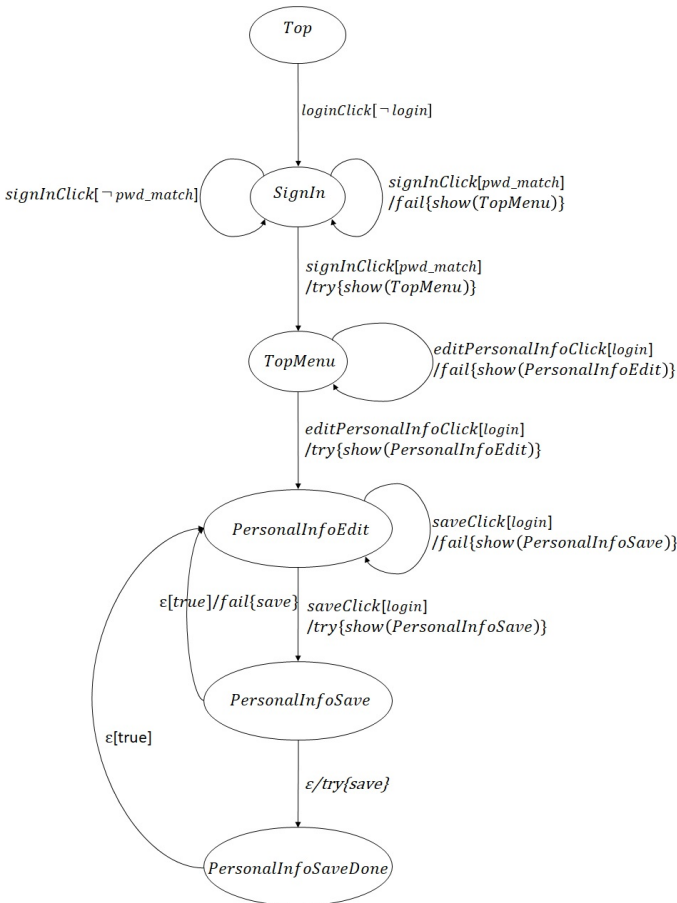 Top
loginClick[¬ login]
signInClick[¬ pwd_match]
SignIn
signInClick[pwd_match]
/fail{show(TopMenu)}
signInClick[pwd_match]
/try{show(TopMenu)}
TopMenu
editPersonalInfoClick[login]
/fail{show(PersonalInfoEdit)}
editPersonalInfoClick[login]
/try{show(PersonalInfoEdit)}
PersonalInfoEdit
saveClick[login]
/fail{show(PersonalInfoSave)}
ε[true]/fail{save}
saveClick[login]
/try{show(PersonalInfoSave)}
PersonalInfoSave
ε[true]
ε/try{save}
PersonalInfoSaveDone